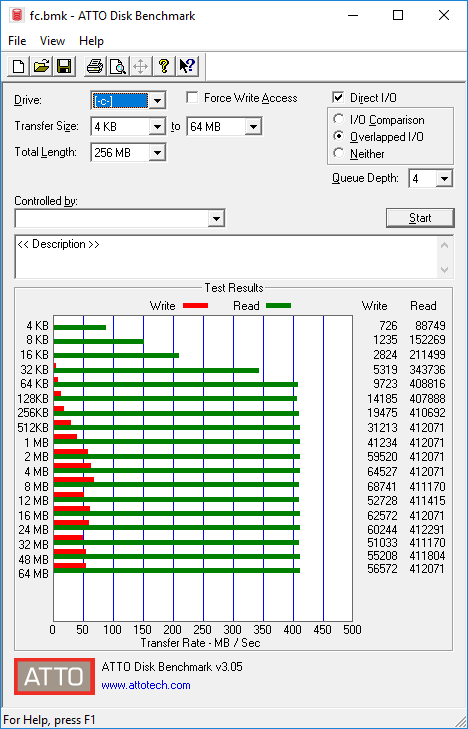 fc.bmk - ATTO Disk Benchmark
File View Help
Drive: [-c-] Force Write Access Direct I/O
Transfer Size: 4 KB to 64 MB I/O Comparison
Overlapped I/O
Total Length: 256 MB Neither
Queue Depth: 4
Controlled by:
Start
<< Description >>
Test Results
Write Read Write Read
4 KB 726 88749
8 KB 1235 152269
16 KB 2824 211499
32 KB 5319 343736
64 KB 9723 408816
128KB 14185 407888
256KB 19475 410692
512KB 31213 412071
1 MB 41234 412071
2 MB 59520 412071
4 MB 64527 412071
8 MB 68741 411170
12 MB 52728 411415
16 MB 62572 412071
24 MB 60244 412291
32 MB 51033 411170
48 MB 55208 411804
64 MB 56572 412071
0 50 100 150 200 250 300 350 400 450 500
Transfer Rate - MB / Sec
ATTO
ATTO Disk Benchmark v3.05
www.attotech.com
For Help, press F1